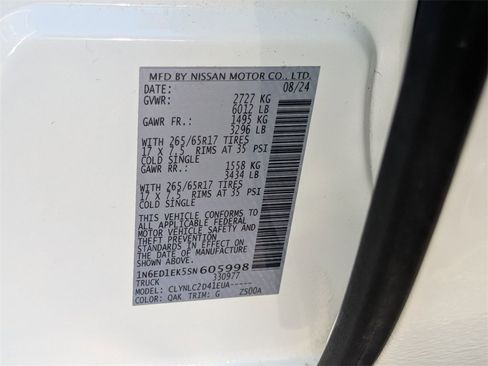 MFD BY NISSAN MOTOR CO., LTD.
DATE: 08/24
GVWR: 2727 KG
6012 LB
GAWR FR.: 1495 KG
3296 LB
WITH 265/65R17 TIRES
17 X 7.5 RIMS AT 35 PSI
COLD SINGLE
GAWR RR.: 1558 KG
3434 LB
WITH 265/65R17 TIRES
17 X 7.5 RIMS AT 35 PSI
COLD SINGLE
THIS VEHICLE CONFORMS TO
ALL APPLICABLE FEDERAL
MOTOR VEHICLE SAFETY AND
THEFT PREVENTION STANDARDS
IN EFFECT ON THE DATE OF
MANUFACTURE SHOWN ABOVE.
1N6ED1EK5SN605998
TRUCK 330977
MODEL: CLYNLC2D41EUA-----
COLOR: QAK TRIM: G Z500A